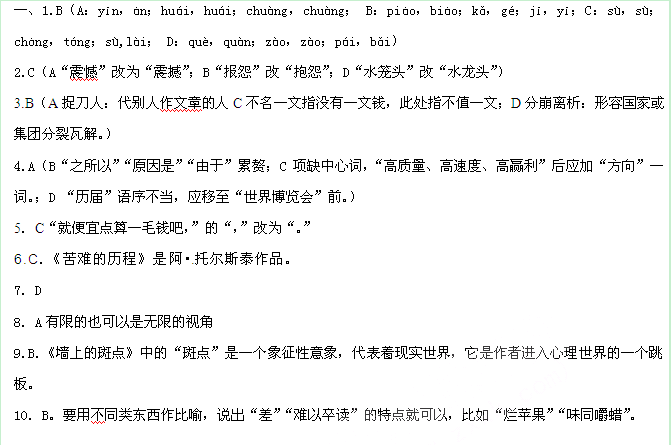 一、1.B（A: yīn, àn; huái, huái; chuàng, chuàng; B: piáo, biāo; kǎ, gé; jí, yí; C: sù, sù;
chòng, tóng; sù,lài; D: què, quàn; zào, zào; pái, bǎi）
2.C（A“震憾”改为“震撼”；B“报怨”改“抱怨”；D“水笼头”改“水龙头”）
3.B（A 捉刀人：代别人作文章的人 C 不名一文指没有一文钱，此处指不值一文；D 分崩离析：形容国家或
集团分裂瓦解。）
4.A（B“之所以”“原因是”“由于”累赘；C 项缺中心词，“高质量、高速度、高赢利”后应加“方向”一
词。；D “历届”语序不当，应移至“世界博览会”前。）
5. C“就便宜点算一毛钱吧，”的“，”改为“。”
6.C.《苦难的历程》是阿·.托尔斯泰作品。
7. D
8. A有限的也可以是无限的视角
9.B.《墙上的斑点》中的“斑点”是一个象征性意象，代表着现实世界，它是作者进入心理世界的一个跳
板。
10. B。要用不同类东西作比喻，说出“差”“难以卒读”的特点就可以，比如“烂苹果”“味同嚼蜡”。